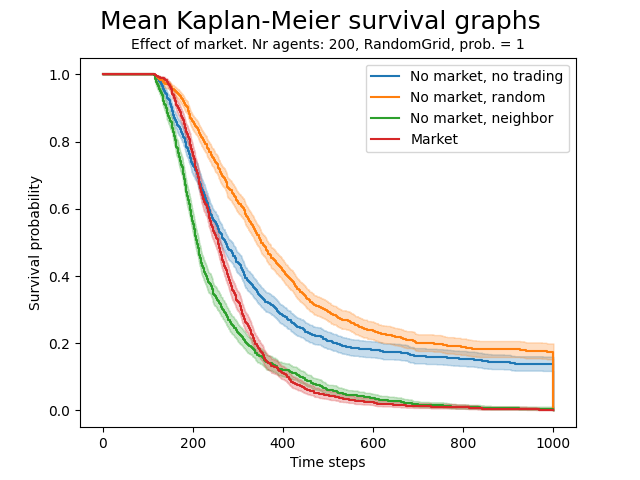 Mean Kaplan-Meier survival graphs
Effect of market. Nr agents: 200, RandomGrid, prob. = 1
No market, no trading
No market, random
No market, neighbor
Market
Survival probability
1.0
0.8
0.6
0.4
0.2
0.0
0 200 400 600 800 1000
Time steps